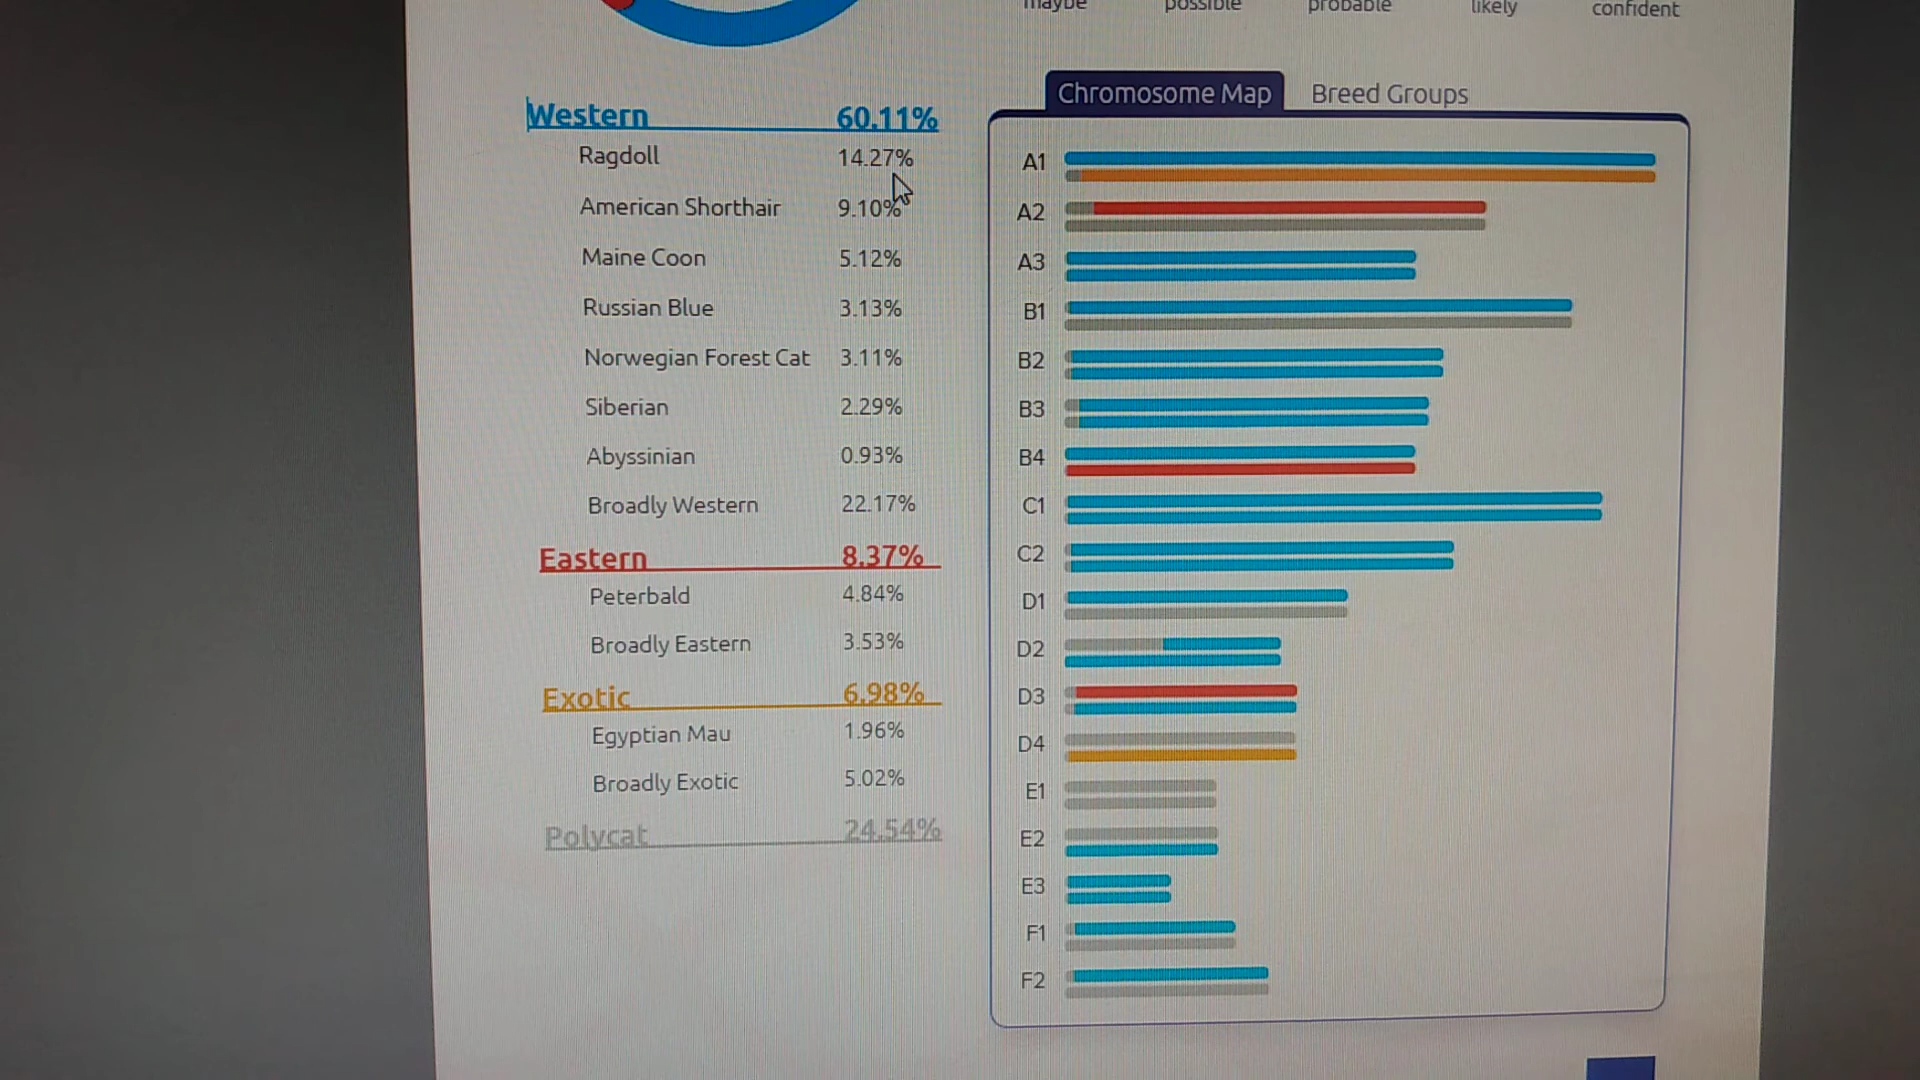 maybe possible probable likely confident
Chromosome Map Breed Groups
Western 60.11%
Ragdoll 14.27%
American Shorthair 9.10%
Maine Coon 5.12%
Russian Blue 3.13%
Norwegian Forest Cat 3.11%
Siberian 2.29%
Abyssinian 0.93%
Broadly Western 22.17%
Eastern 8.37%
Peterbald 4.84%
Broadly Eastern 3.53%
Exotic 6.98%
Egyptian Mau 1.96%
Broadly Exotic 5.02%
Polycat 24.54%
A1
A2
A3
B1
B2
B3
B4
C1
C2
D1
D2
D3
D4
E1
E2
E3
F1
F2